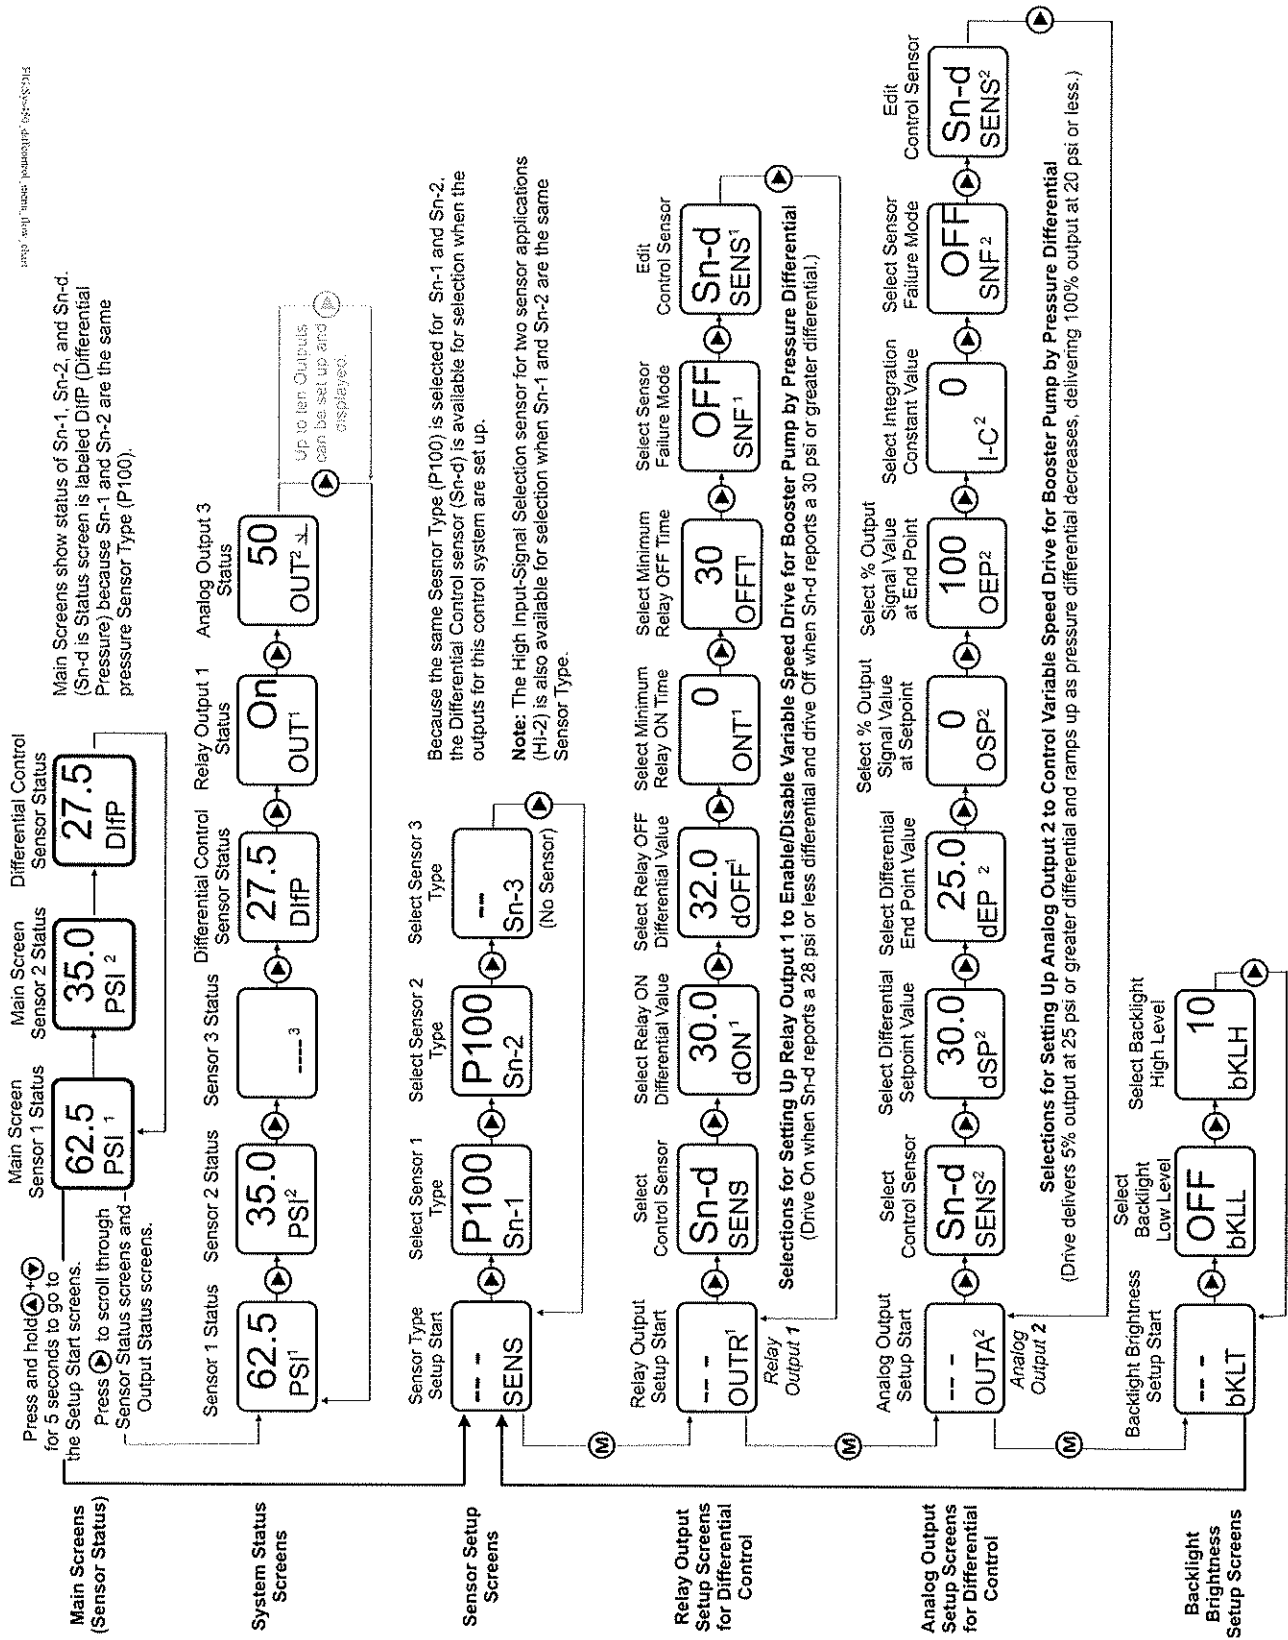 Press and hold ▲+▼
for 5 seconds to go to
the Setup Start screens.
Press ▶ to scroll through
Sensor Status screens and
Output Status screens.
Main Screens
(Sensor Status)
Main Screen
Sensor 1 Status
62.5
PSI 1
Main Screen
Sensor 2 Status
35.0
PSI 2
Differential Control
Sensor Status
27.5
DIfP
Main Screens show status of Sn-1, Sn-2, and Sn-d.
(Sn-d is Status screen is labeled DIfP (Differential
Pressure) because Sn-1 and Sn-2 are the same
pressure Sensor Type (P100).
System Status
Screens
Sensor 1 Status
62.5
PSI1
Sensor 2 Status
35.0
PSI2
Sensor 3 Status
----3
Differential Control
Sensor Status
27.5
DIfP
Relay Output 1
Status
On
OUT1
Analog Output 3
Status
50
OUT2
Up to ten Outputs
can be set up and
displayed.
Sensor Setup
Screens
Sensor Type
Setup Start
-- --
SENS
Select Sensor 1
Type
P100
Sn-1
Select Sensor 2
Type
P100
Sn-2
Select Sensor 3
Type
--
Sn-3
(No Sensor)
Because the same Sesnor Type (P100) is selected for Sn-1 and Sn-2,
the Differential Control sensor (Sn-d) is available for selection when the
outputs for this control system are set up.
Note: The High Input-Signal Selection sensor for two sensor applications
(HI-2) is also available for selection when Sn-1 and Sn-2 are the same
Sensor Type.
M
Relay Output
Setup Screens
for Differential
Control
Relay Output
Setup Start
-- --
OUTR1
Relay
Output 1
Select
Control Sensor
Sn-d
SENS
Select Relay ON
Differential Value
30.0
dON1
Select Relay OFF
Differential Value
32.0
dOFF1
Select Minimum
Relay ON Time
0
ONT1
Select Minimum
Relay OFF Time
30
OFFT1
Select Sensor
Failure Mode
OFF
SNF1
Edit
Control Sensor
Sn-d
SENS1
Selections for Setting Up Relay Output 1 to Enable/Disable Variable Speed Drive for Booster Pump by Pressure Differential
(Drive On when Sn-d reports a 28 psi or less differential and drive Off when Sn-d reports a 30 psi or greater differential.)
M
Analog Output
Setup Screens
for Differential
Control
Analog Output
Setup Start
-- --
OUTA2
Analog
Output 2
Select
Control Sensor
Sn-d
SENS2
Select Differential
Setpoint Value
30.0
dSP2
Select Differential
End Point Value
25.0
dEP 2
Select % Output
Signal Value
at Setpoint
0
OSP2
Select % Output
Signal Value
at End Point
100
OEP2
Select Integration
Constant Value
0
I-C2
Select Sensor
Failure Mode
OFF
SNF2
Edit
Control Sensor
Sn-d
SENS2
Selections for Setting Up Analog Output 2 to Control Variable Speed Drive for Booster Pump by Pressure Differential
(Drive delivers 5% output at 25 psi or greater differential and ramps up as pressure differential decreases, delivering 100% output at 20 psi or less.)
M
Backlight
Brightness
Setup Screens
Backlight Brightness
Setup Start
-- --
bKLT
Select
Backlight
Low Level
OFF
bKLL
Select Backlight
High Level
10
bKLH